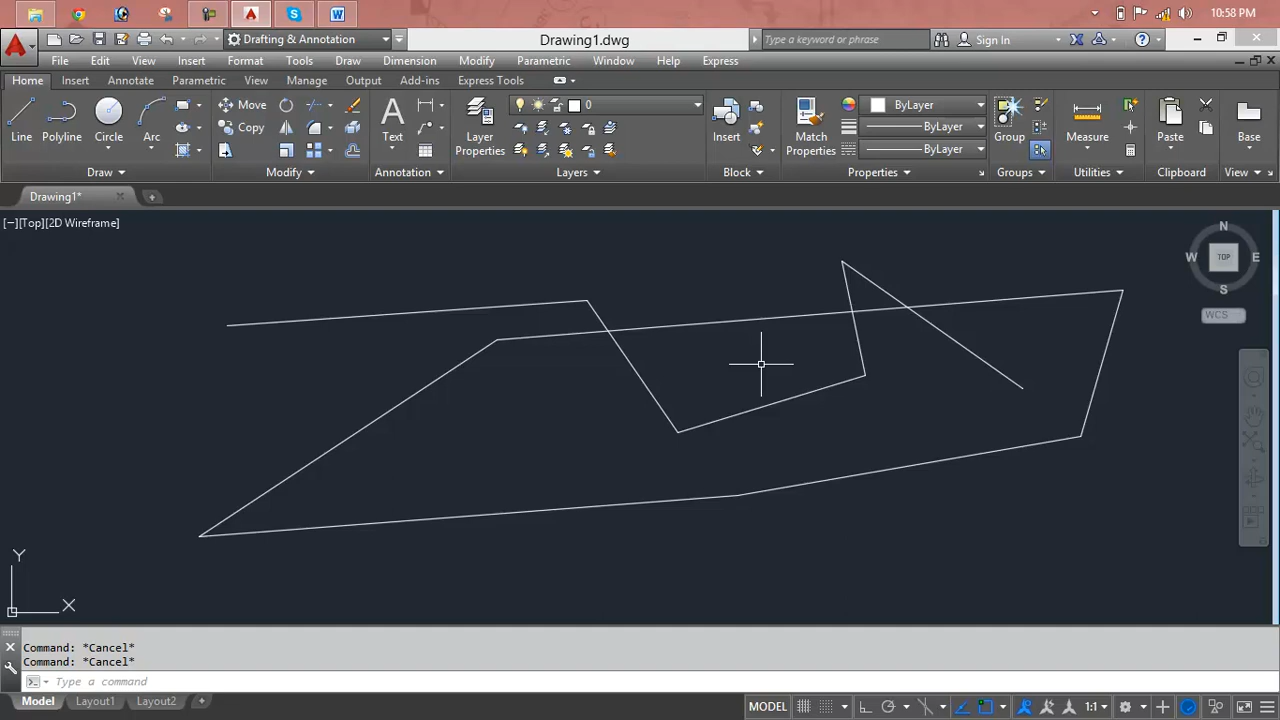 10:58 PM
Drafting & Annotation
Drawing1.dwg
Type a keyword or phrase
Sign In
File Edit View Insert Format Tools Draw Dimension Modify Parametric Window Help Express
Home Insert Annotate Parametric View Manage Output Add-ins Express Tools
Move
Copy
0
ByLayer
ByLayer
ByLayer
Line Polyline Circle Arc
Text
Layer Properties
Insert
Match Properties
Group
Measure
Paste
Base
Draw Modify Annotation Layers Block Properties Groups Utilities Clipboard View
Drawing1*
[−][Top][2D Wireframe]
N
W TOP E
S
WCS
Y
X
Command: *Cancel*
Command: *Cancel*
Type a command
Model Layout1 Layout2 +
MODEL 1:1